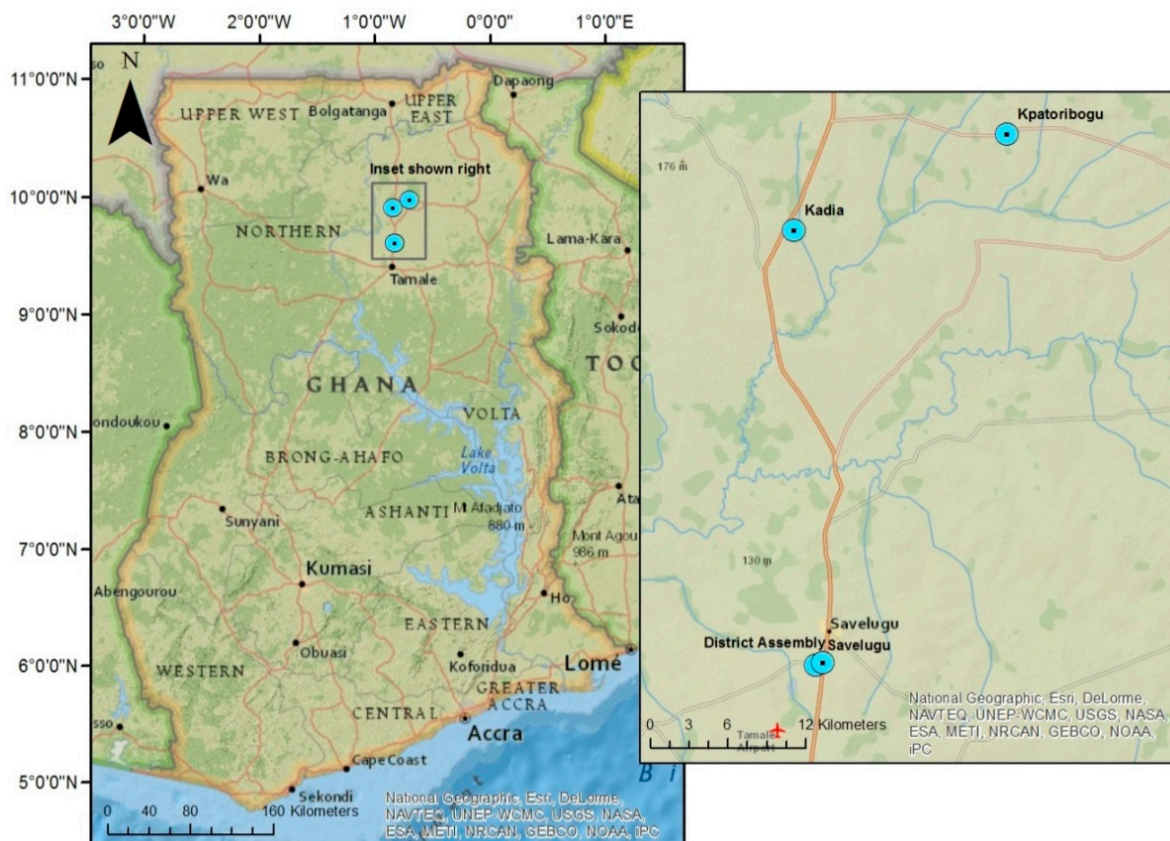 3°0'0"W 2°0'0"W 1°0'0"W 0°0'0" 1°0'0"E
11°0'0"N
10°0'0"N
9°0'0"N
8°0'0"N
7°0'0"N
6°0'0"N
5°0'0"N
N
so
Dapaong
UPPER WEST
Bolgatanga
UPPER
EAST
Inset shown right
Wa
NORTHERN
Lama-Kara
Tamale
Sokod
TOG
GHANA
VOLTA
ondoukou
BRONG-AHAFO
Lake
Volta
Ata
Sunyani
ASHANTI
Mt Afadjato
880 m
Mont Agou
986 m
Kumasi
Abengourou
Ho
EASTERN
Obuasi
Koforidua
Lomé
WESTERN
GREATER
ACCRA
CENTRAL
sso
Accra
Cape Coast
Sekondi
B i
0 40 80 160 Kilometers
National Geographic, Esri, DeLorme,
NAVTEQ, UNEP-WCMC, USGS, NASA,
ESA, METI, NRCAN, GEBCO, NOAA, iPC
Kpatoribogu
176 m
Kadia
130 m
Savelugu
District Assembly
Savelugu
0 3 6 12 Kilometers
Tamale
Airport
National Geographic, Esri, DeLorme,
NAVTEQ, UNEP-WCMC, USGS, NASA,
ESA, METI, NRCAN, GEBCO, NOAA,
iPC